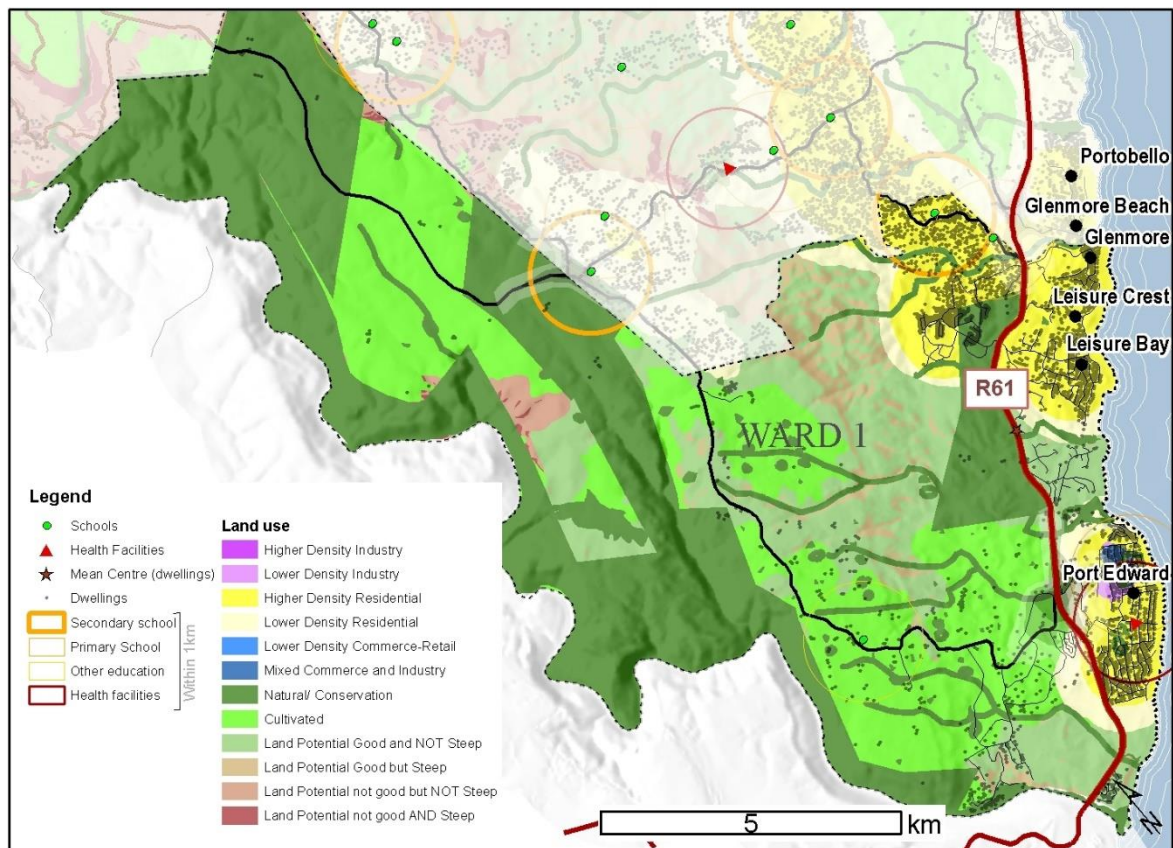 Portobello
Glenmore Beach
Glenmore
Leisure Crest
Leisure Bay
R61
WARD 1
Port Edward
Legend
Schools
Health Facilities
Mean Centre (dwellings)
Dwellings
Secondary school
Primary School
Other education
Health facilities
Within 1km
Land use
Higher Density Industry
Lower Density Industry
Higher Density Residential
Lower Density Residential
Lower Density Commerce-Retail
Mixed Commerce and Industry
Natural/ Conservation
Cultivated
Land Potential Good and NOT Steep
Land Potential Good but Steep
Land Potential not good but NOT Steep
Land Potential not good AND Steep
5 km
N